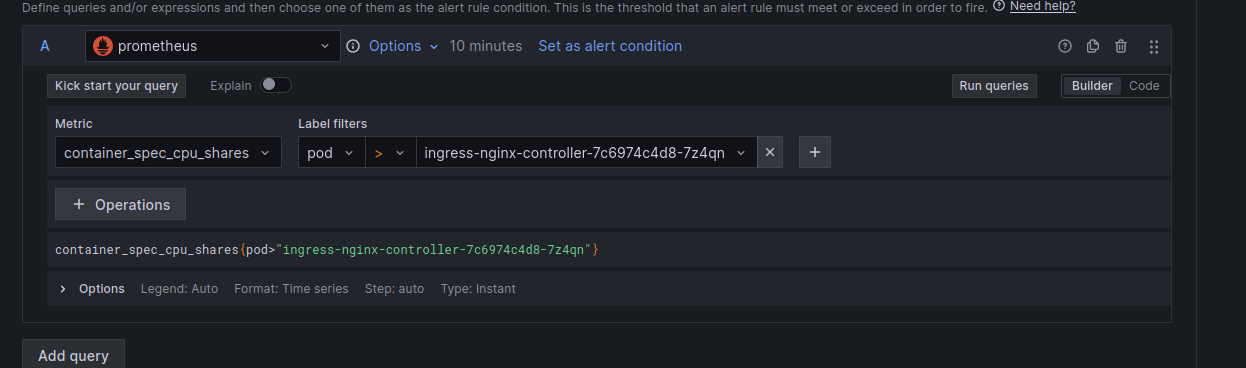 Define queries and/or expressions and then choose one of them as the alert rule condition. This is the threshold that an alert rule must meet or exceed in order to fire. Need help?
A prometheus Options 10 minutes Set as alert condition
Kick start your query Explain Run queries Builder Code
Metric Label filters
container_spec_cpu_shares pod > ingress-nginx-controller-7c6974c4d8-7z4qn
+ Operations
container_spec_cpu_shares{pod>"ingress-nginx-controller-7c6974c4d8-7z4qn"}
Options Legend: Auto Format: Time series Step: auto Type: Instant
Add query